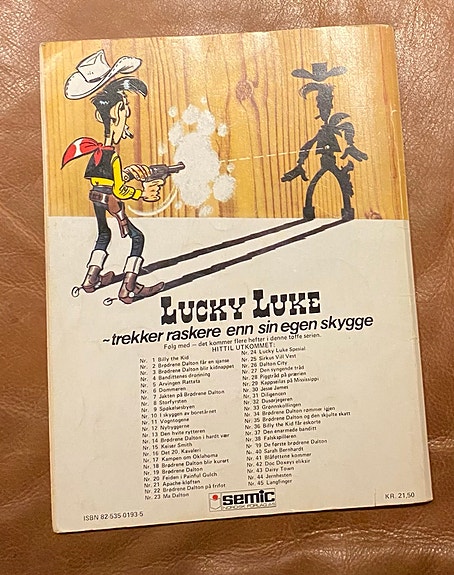 LUCKY LUKE
~trekker raskere enn sin egen skygge
Følg med – det kommer flere hefter i denne tøffe serien.
HITTIL UTKOMMET:
Nr. 1 Billy the Kid
Nr. 2 Brødrene Dalton får en sjanse
Nr. 3 Brødrene Dalton blir kidnappet
Nr. 4 Bandittenes dronning
Nr. 5 Arvingen Rattata
Nr. 6 Dommeren
Nr. 7 Jakten på Brødrene Dalton
Nr. 8 Storfyrsten
Nr. 9 Spøkelsesbyen
Nr. 10 I skyggen av boretårnet
Nr. 11 Vogntogene
Nr. 12 Nybyggerne
Nr. 13 Den hvite rytteren
Nr. 14 Brødrene Dalton i hardt vær
Nr. 15 Keiser Smith
Nr. 16 Det 20. Kavaleri
Nr. 17 Kampen om Oklahoma
Nr. 18 Brødrene Dalton blir kurert
Nr. 19 Brødrene Dalton
Nr. 20 Feiden i Painful Gulch
Nr. 21 Apache kløften
Nr. 22 Brødrene Dalton på frifot
Nr. 23 Ma Dalton
Nr. 24 Lucky Luke Spesial
Nr. 25 Sirkus Vill Vest
Nr. 26 Dalton City
Nr. 27 Den syngende tråd
Nr. 28 Piggtråd på prærien
Nr. 29 Kappseilas på Mississippi
Nr. 30 Jesse James
Nr. 31 Diligencen
Nr. 32 Dusørjegeren
Nr. 33 Grønnskollingen
Nr. 34 Brødrene Dalton rømmer igjen
Nr. 35 Brødrene Dalton og den skjulte skatt
Nr. 36 Billy the Kid får eskorte
Nr. 37 Den enarmede banditt
Nr. 38 Falskspilleren
Nr. 39 De første brødrene Dalton
Nr. 40 Sarah Bernhardt
Nr. 41 Blåføttene kommer
Nr. 42 Doc Doxeys eliksir
Nr. 43 Daisy Town
Nr. 44 Jernhesten
Nr. 45 Langfinger
semic
NORDISK FORLAG A/S
ISBN 82-535-0193-5
KR. 21,50